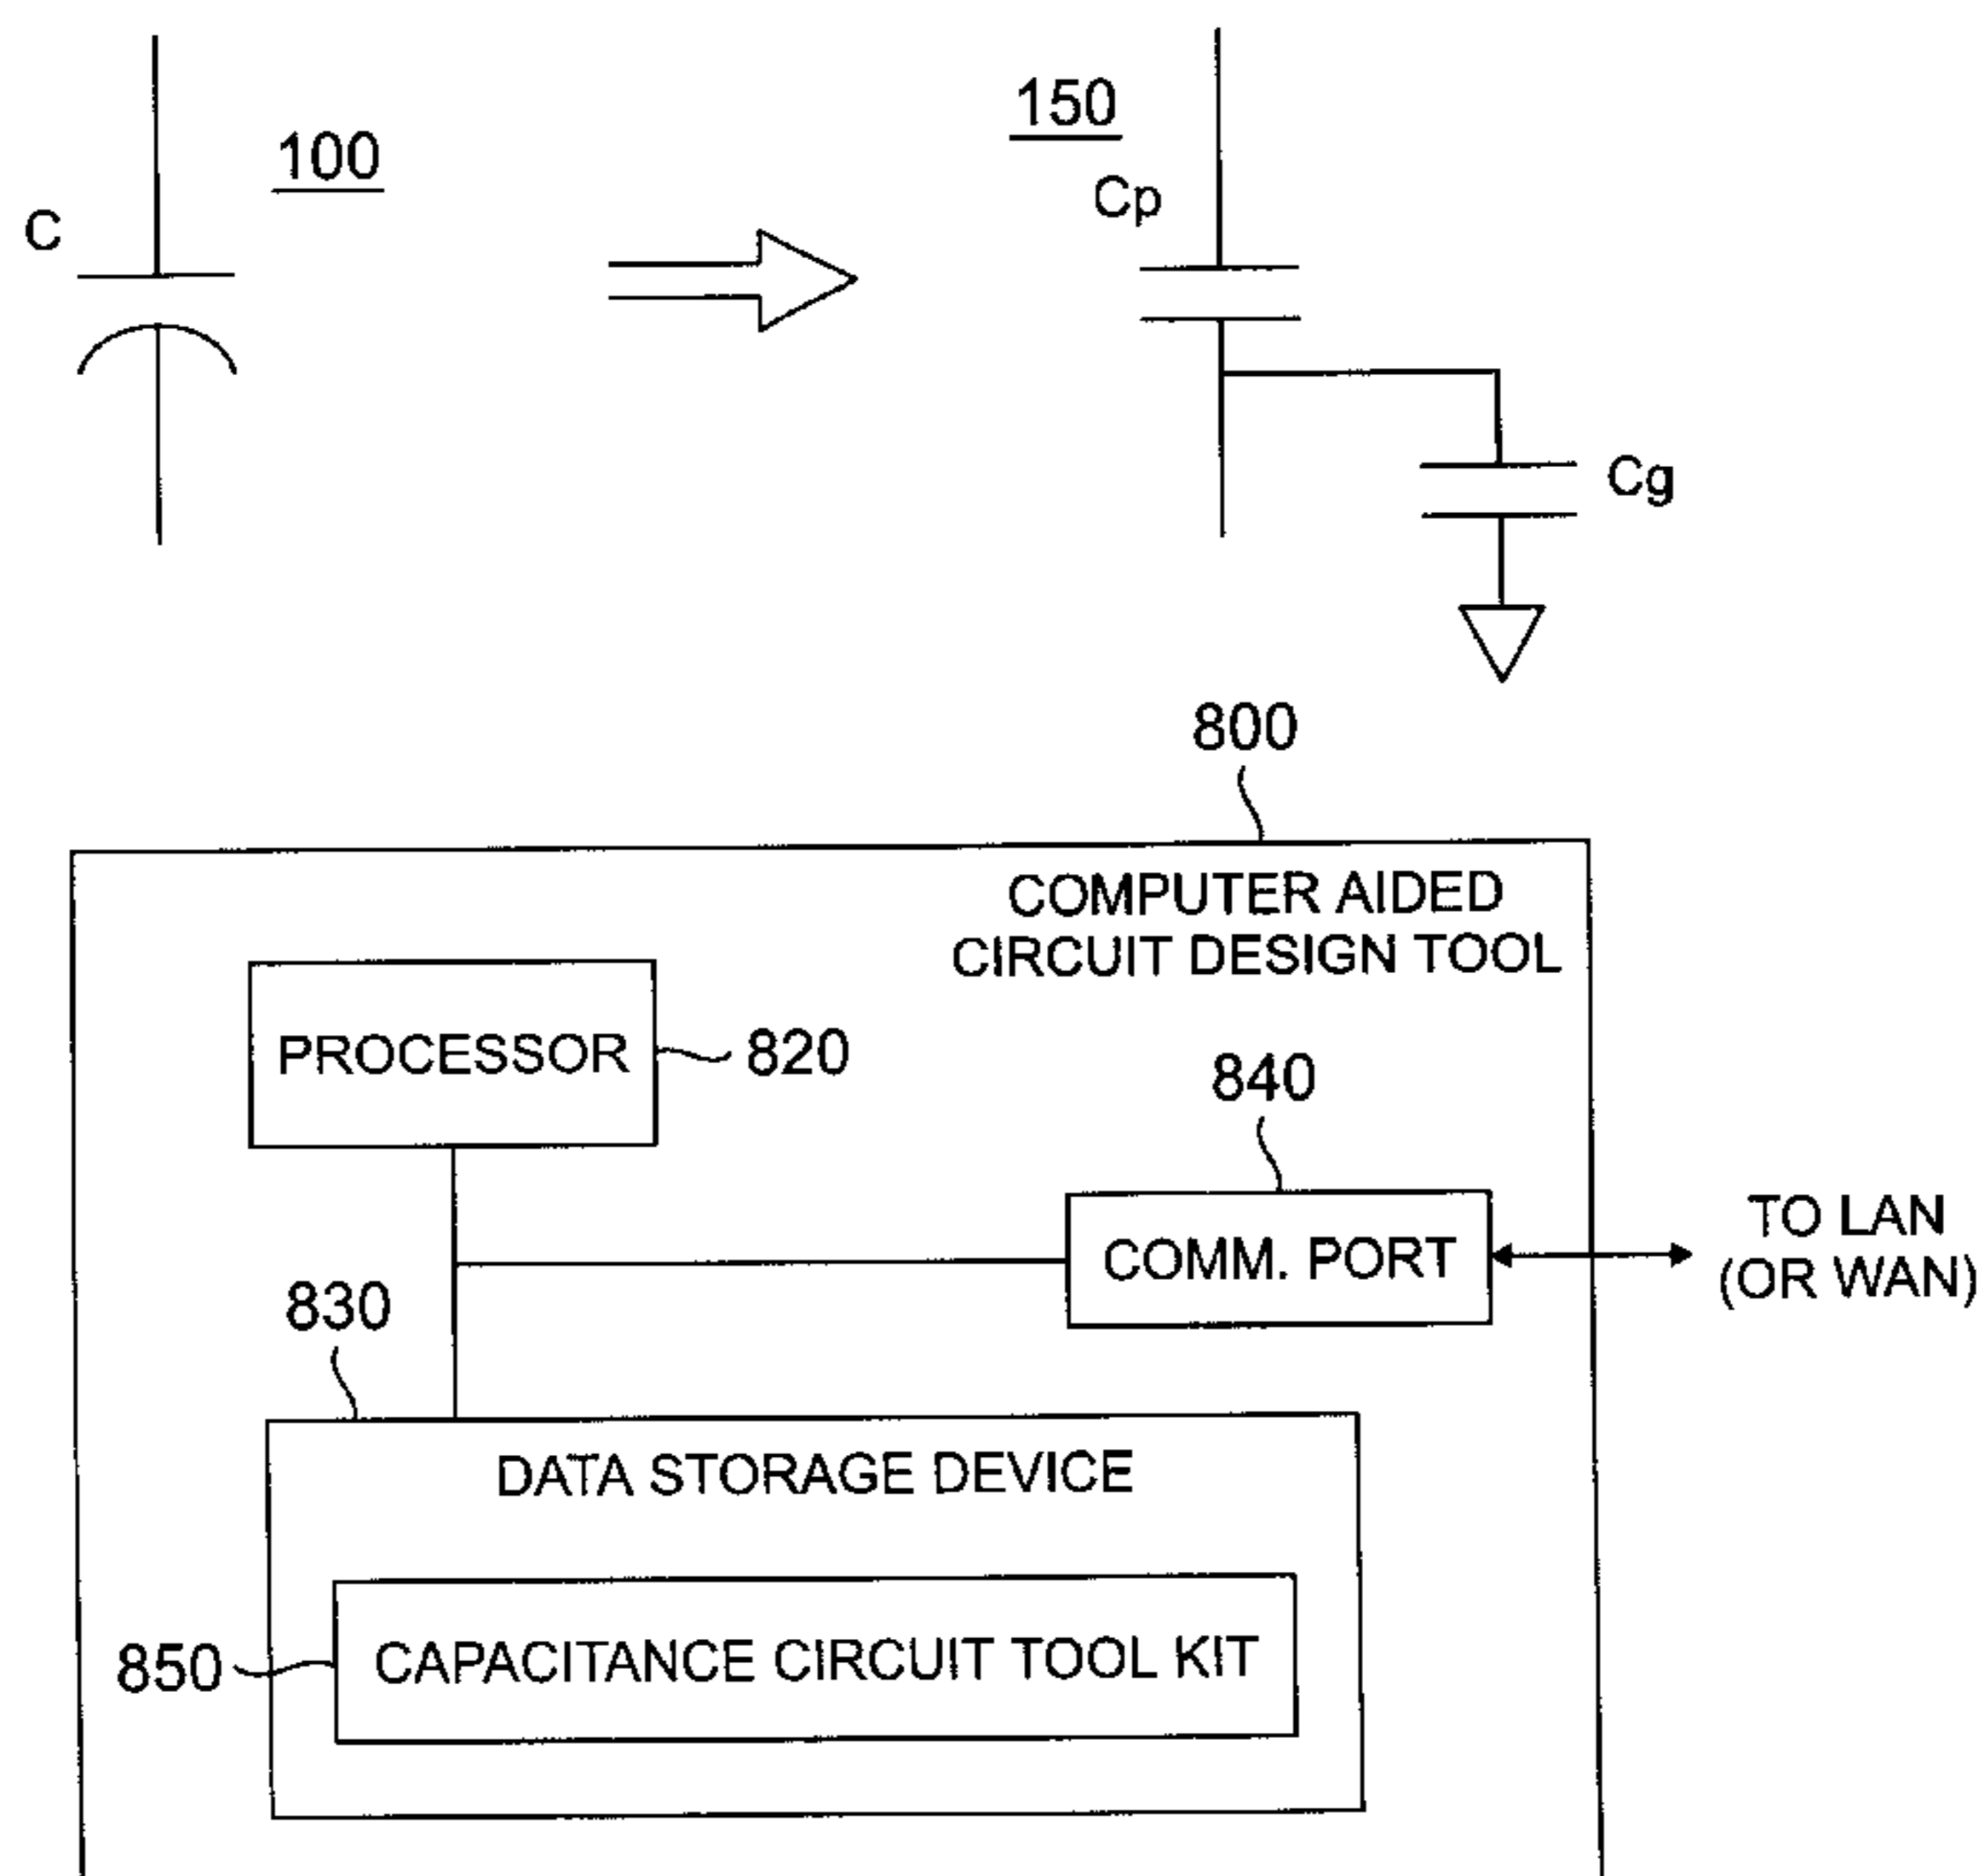 100
C
150
Cp
Cg
800
COMPUTER AIDED
CIRCUIT DESIGN TOOL
PROCESSOR
820
840
COMM. PORT
TO LAN
(OR WAN)
830
DATA STORAGE DEVICE
850
CAPACITANCE CIRCUIT TOOL KIT